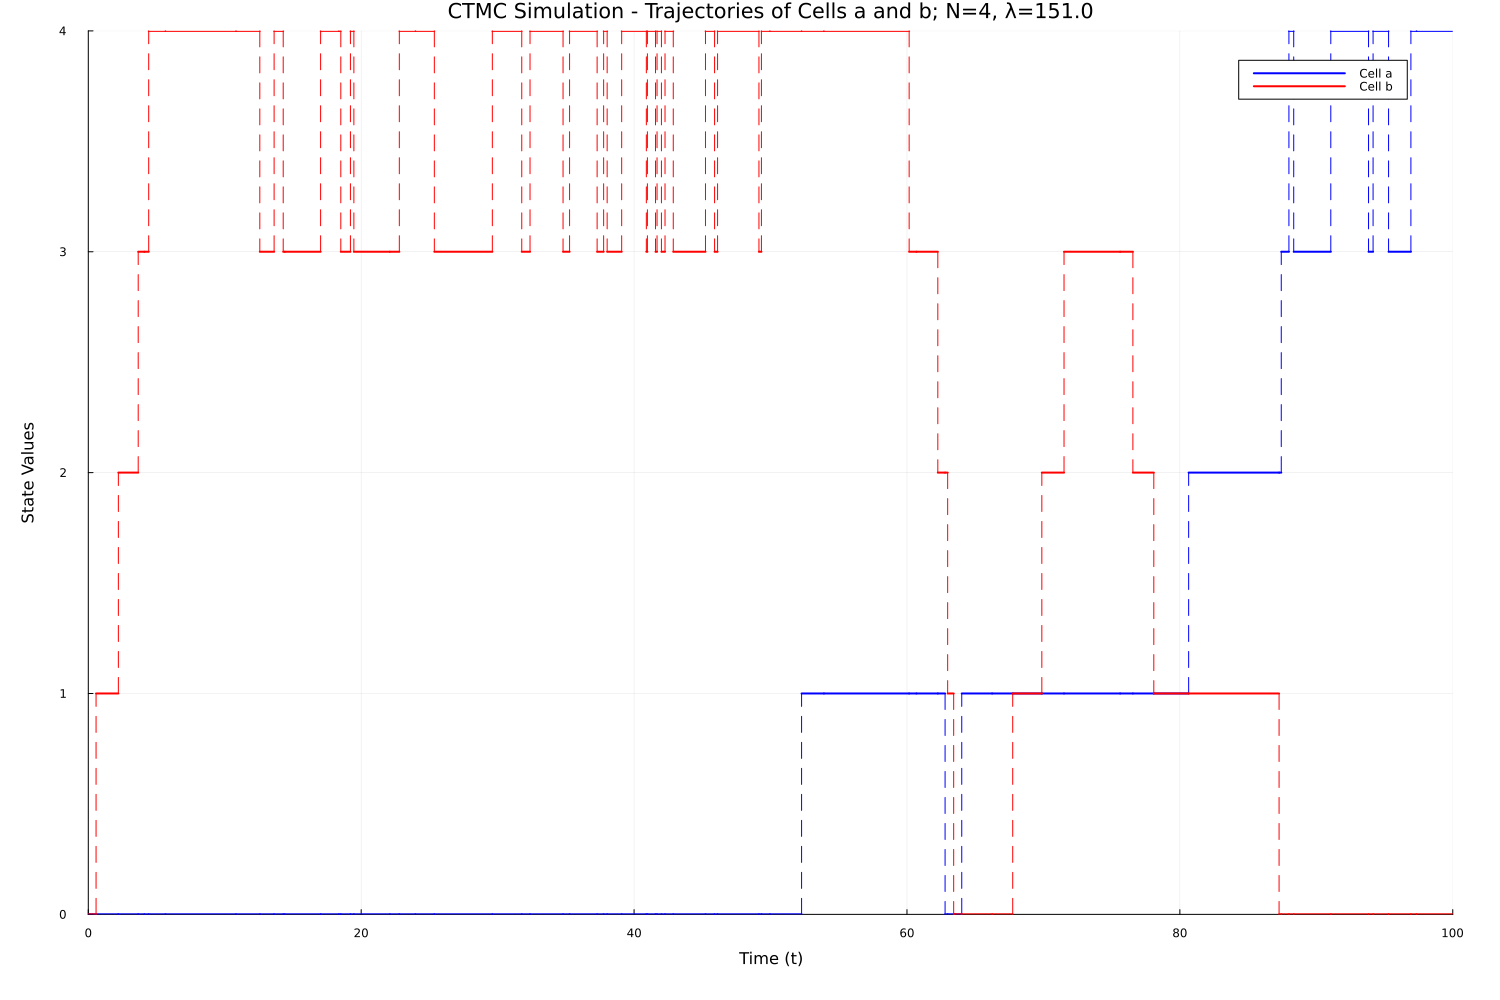 CTMC Simulation - Trajectories of Cells a and b; N=4, λ=151.0
4
Cell a
Cell b
3
State Values
2
1
0
0 20 40 60 80 100
Time (t)